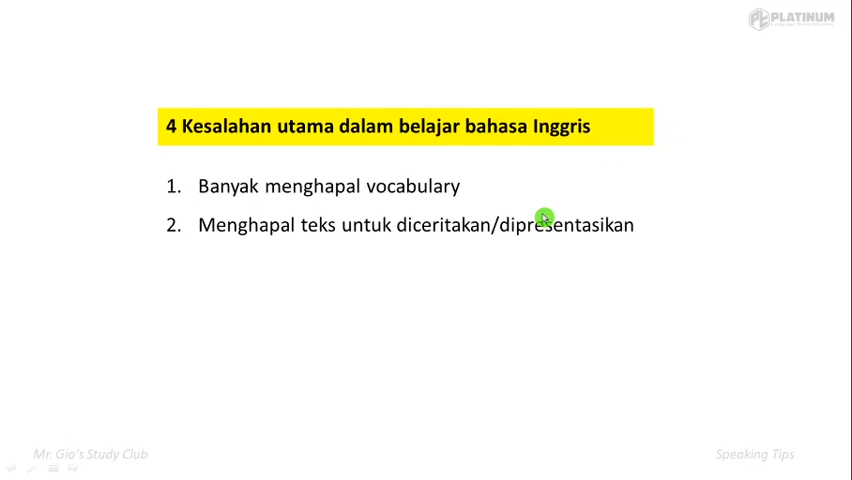 PLATINUM
4 Kesalahan utama dalam belajar bahasa Inggris
1. Banyak menghapal vocabulary
2. Menghapal teks untuk diceritakan/dipresentasikan
Mr. Gio's Study Club
Speaking Tips